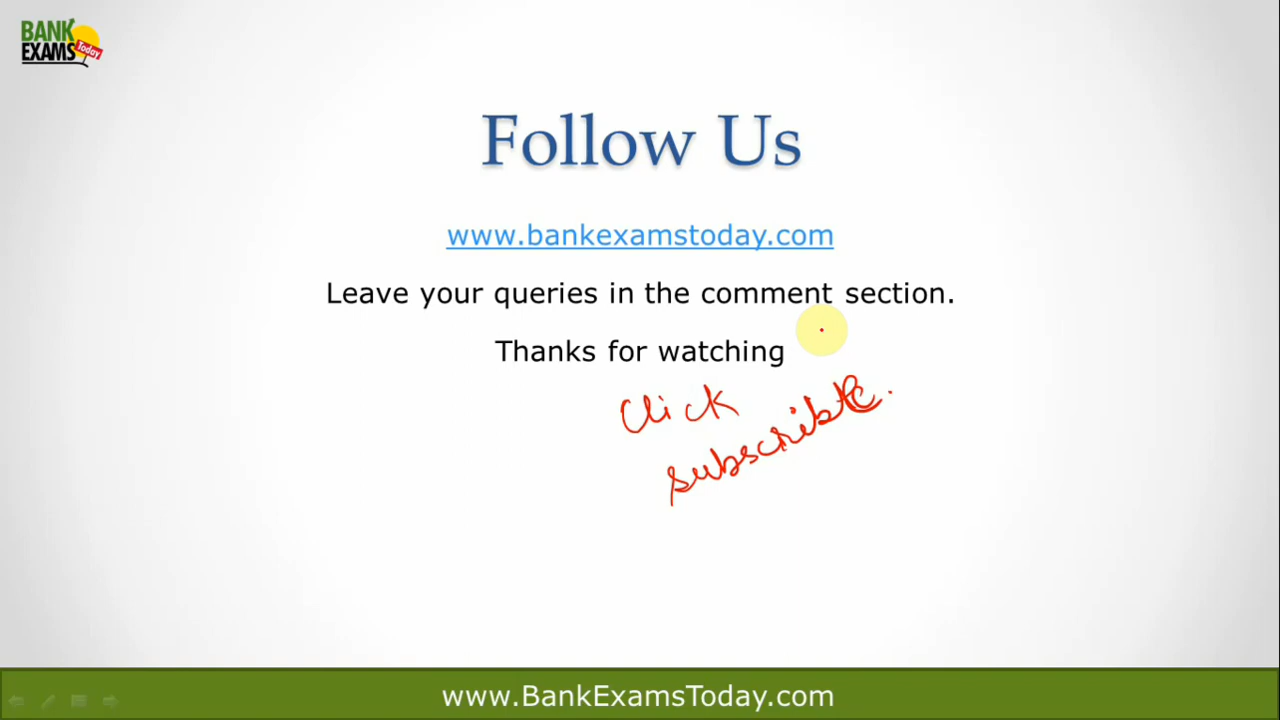 BANK
EXAMS Today
Follow Us
www.bankexamstoday.com
Leave your queries in the comment section.
Thanks for watching
Click
subscribe.
www.BankExamsToday.com